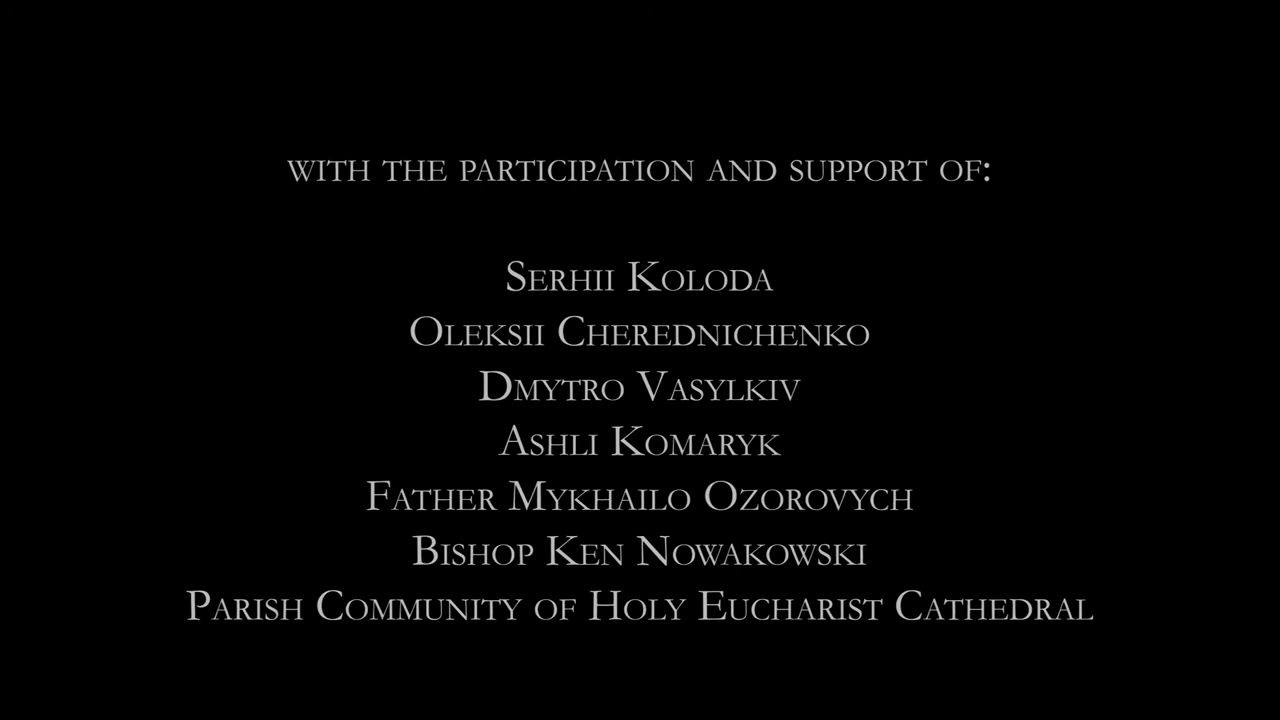 with the participation and support of:
Serhii Koloda
Oleksii Cherednichenko
Dmytro Vasylkiv
Ashli Komaryk
Father Mykhailo Ozorovych
Bishop Ken Nowakowski
Parish Community of Holy Eucharist Cathedral